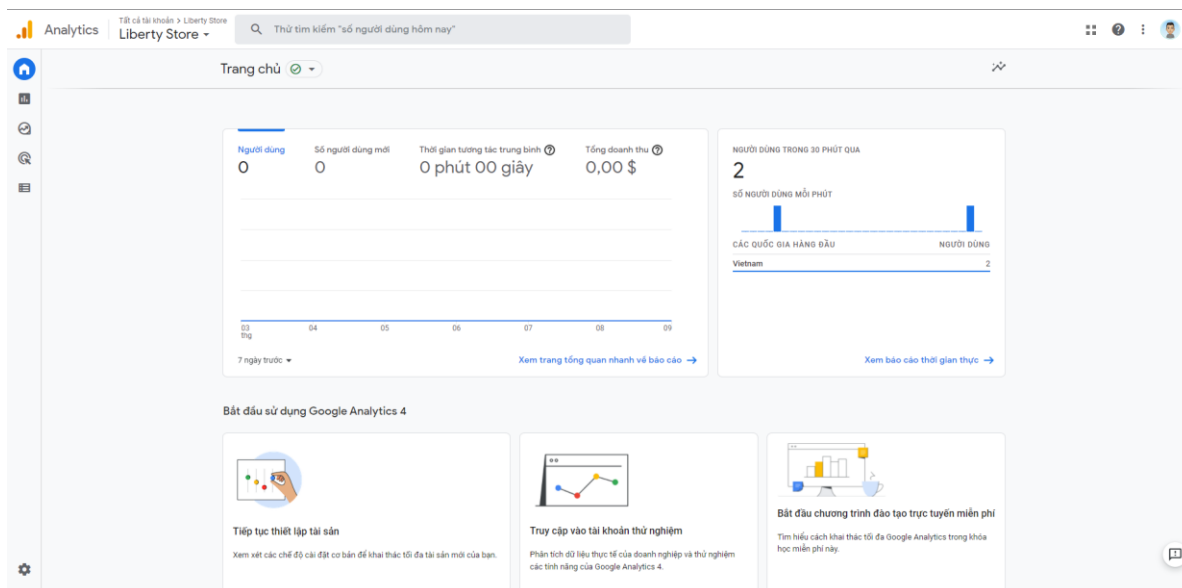 Analytics
Tất cả tài khoản > Liberty Store
Liberty Store
Thử tìm kiếm "số người dùng hôm nay"
Trang chủ
Người dùng
0
Số người dùng mới
0
Thời gian tương tác trung bình
0 phút 00 giây
Tổng doanh thu
0,00 $
03
thg
04
05
06
07
08
09
7 ngày trước
Xem trang tổng quan nhanh về báo cáo
NGƯỜI DÙNG TRONG 30 PHÚT QUA
2
SỐ NGƯỜI DÙNG MỖI PHÚT
CÁC QUỐC GIA HÀNG ĐẦU NGƯỜI DÙNG
Vietnam 2
Xem báo cáo thời gian thực
Bắt đầu sử dụng Google Analytics 4
Tiếp tục thiết lập tài sản
Xem xét các chế độ cài đặt cơ bản để khai thác tối đa tài sản mới của bạn.
Truy cập vào tài khoản thử nghiệm
Phân tích dữ liệu thực tế của doanh nghiệp và thử nghiệm
các tính năng của Google Analytics 4.
Bắt đầu chương trình đào tạo trực tuyến miễn phí
Tìm hiểu cách khai thác tối đa Google Analytics trong khóa
học miễn phí này.